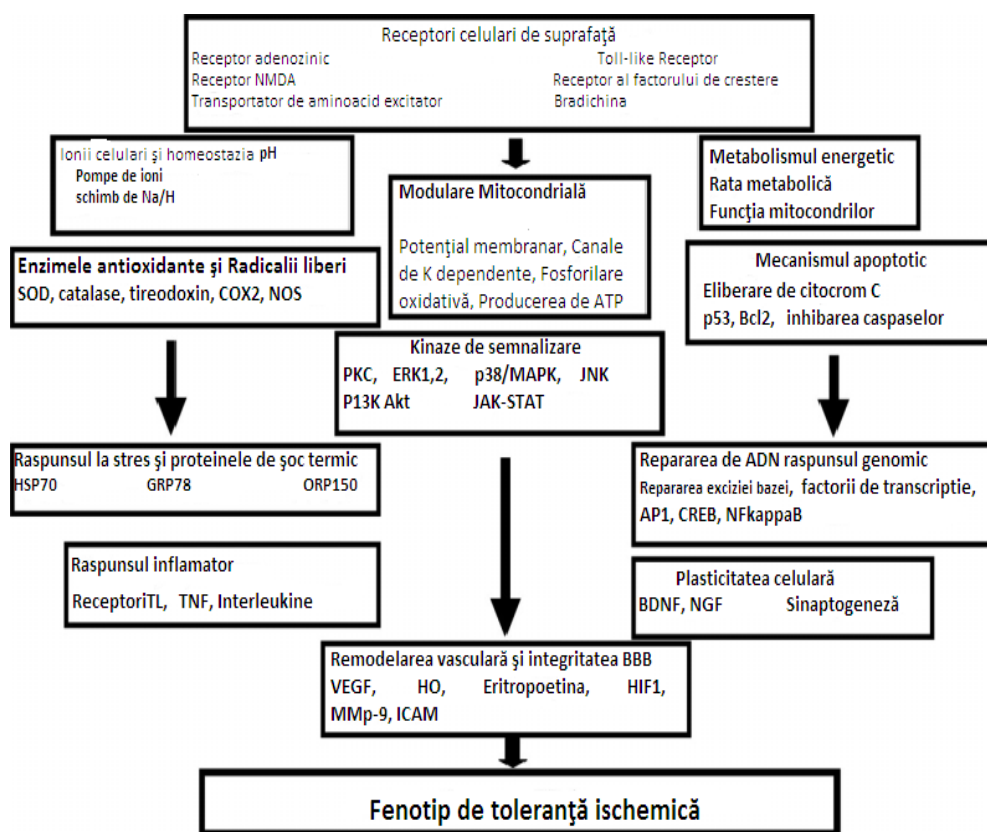 Receptori celulari de suprafaţă
Receptor adenozinic Toll-like Receptor
Receptor NMDA Receptor al factorului de crestere
Transportator de aminoacid excitator Bradichina
Ionii celulari şi homeostazia pH
Pompe de ioni
schimb de Na/H
Modulare Mitocondrială
Potenţial membranar, Canale
de K dependente, Fosforilare
oxidativă, Producerea de ATP
Metabolismul energetic
Rata metabolică
Funcţia mitocondrilor
Enzimele antioxidante şi Radicalii liberi
SOD, catalase, tireodoxin, COX2, NOS
Mecanismul apoptotic
Eliberare de citocrom C
p53, Bcl2, inhibarea caspaselor
Kinaze de semnalizare
PKC, ERK1,2, p38/MAPK, JNK
P13K Akt JAK-STAT
Raspunsul la stres şi proteinele de şoc termic
HSP70 GRP78 ORP150
Repararea de ADN raspunsul genomic
Repararea exciziei bazei, factorii de transcriptie,
AP1, CREB, NFkappaB
Raspunsul inflamator
ReceptoriTL, TNF, Interleukine
Plasticitatea celulară
BDNF, NGF Sinaptogeneză
Remodelarea vasculară şi integritatea BBB
VEGF, HO, Eritropoetina, HIF1,
MMp-9, ICAM
Fenotip de toleranţă ischemică